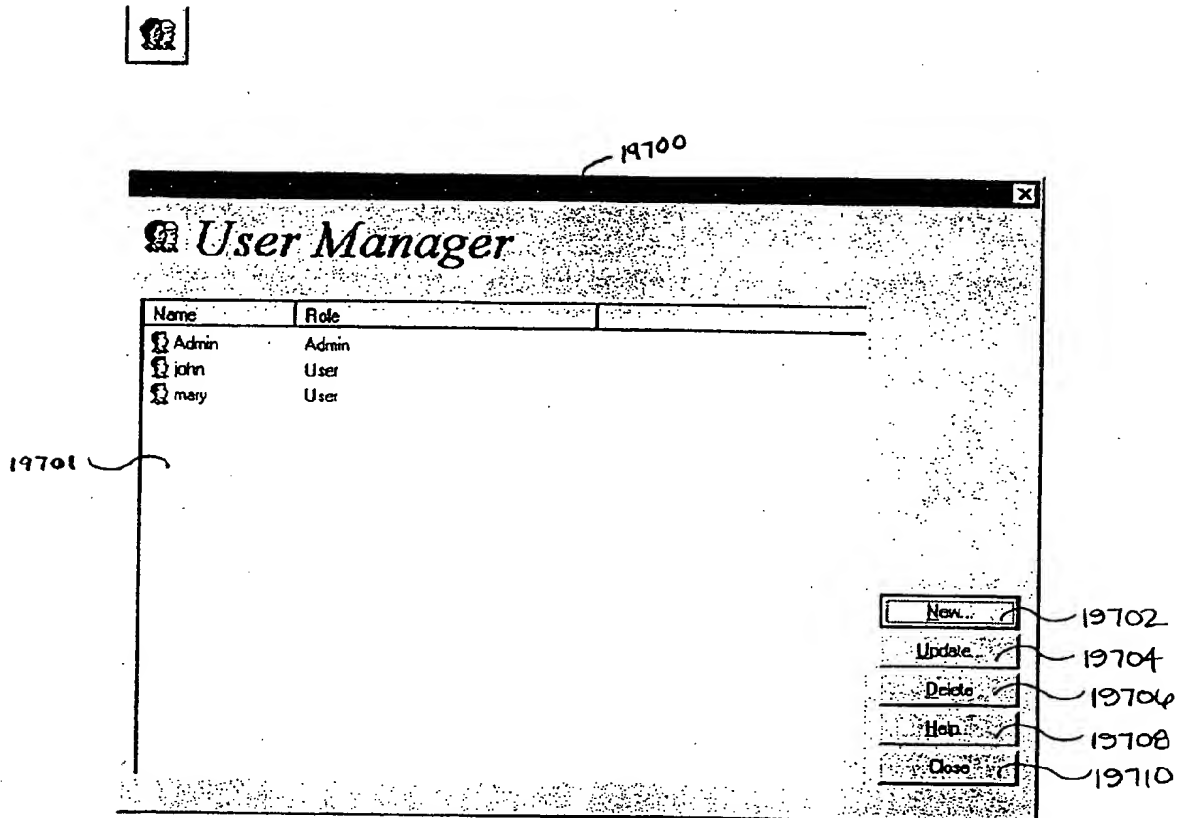 19700
User Manager
Name Role
Admin Admin
john User
mary User
19701
New... 19702
Update... 19704
Delete 19706
Help... 19708
Close 19710